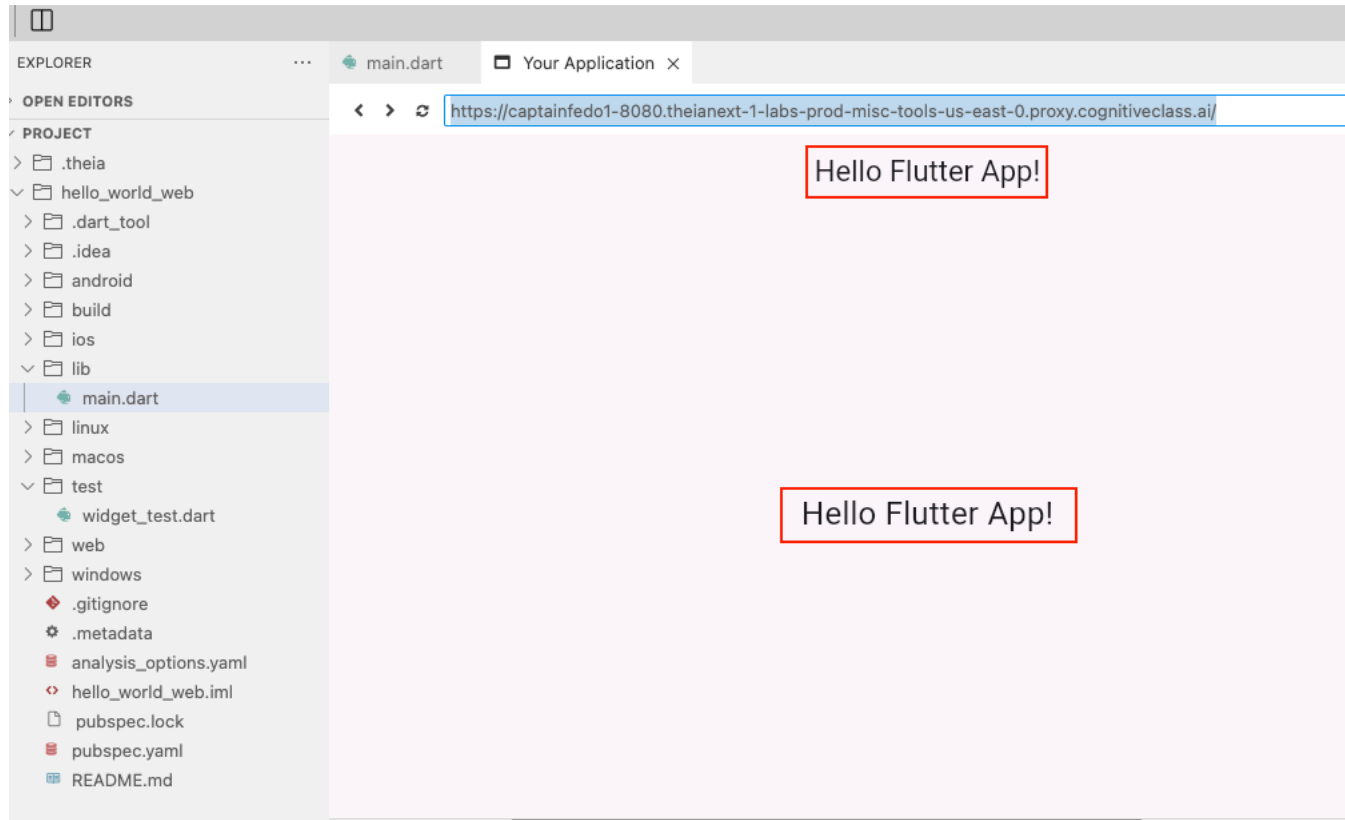 EXPLORER
···
OPEN EDITORS
PROJECT
.theia
hello_world_web
.dart_tool
.idea
android
build
ios
lib
main.dart
linux
macos
test
widget_test.dart
web
windows
.gitignore
.metadata
analysis_options.yaml
hello_world_web.iml
pubspec.lock
pubspec.yaml
README.md
main.dart
Your Application
https://captainfedo1-8080.theianext-1-labs-prod-misc-tools-us-east-0.proxy.cognitiveclass.ai/
Hello Flutter App!
Hello Flutter App!